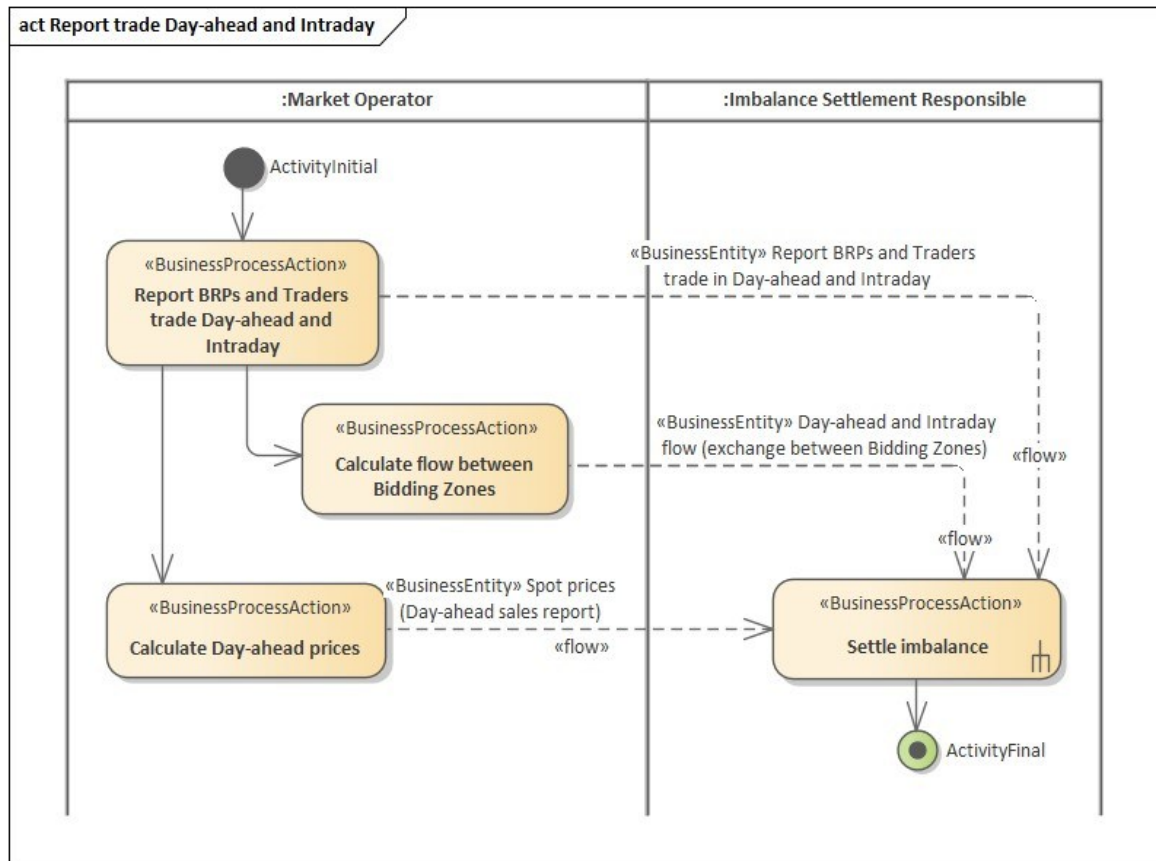 act Report trade Day-ahead and Intraday
:Market Operator
:Imbalance Settlement Responsible
ActivityInitial
«BusinessProcessAction»
Report BRPs and Traders
trade Day-ahead and
Intraday
«BusinessEntity» Report BRPs and Traders
trade in Day-ahead and Intraday
«BusinessProcessAction»
Calculate flow between
Bidding Zones
«BusinessEntity» Day-ahead and Intraday
flow (exchange between Bidding Zones)
«flow»
«flow»
«BusinessProcessAction»
Calculate Day-ahead prices
«BusinessEntity» Spot prices
(Day-ahead sales report)
«flow»
«BusinessProcessAction»
Settle imbalance
ActivityFinal